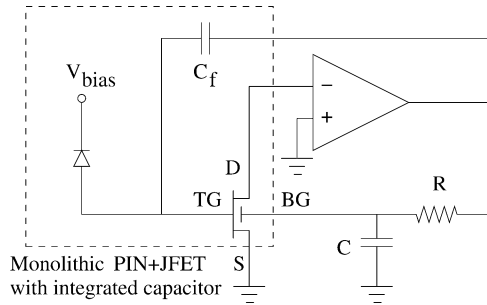 V_bias
C_f
−
+
D
TG
BG
R
C
S
Monolithic PIN+JFET
with integrated capacitor